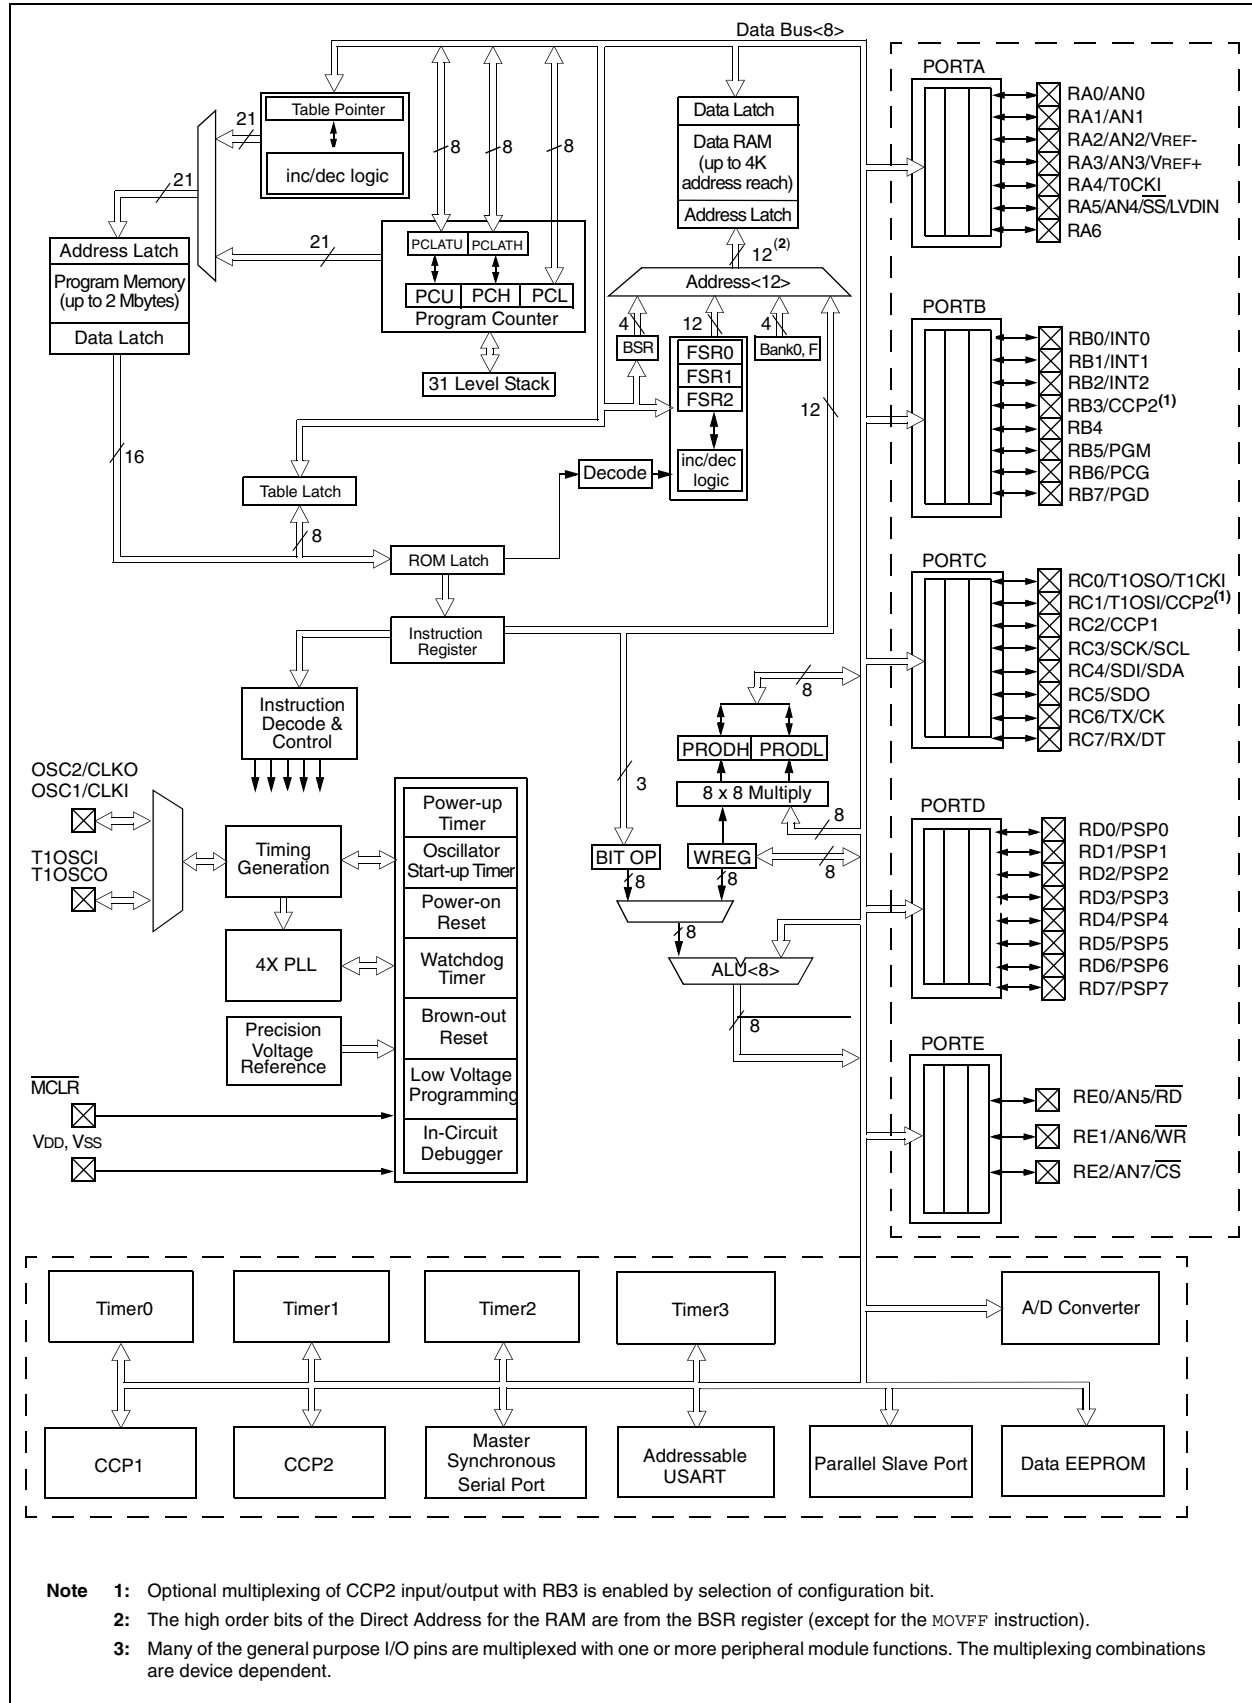 Data Bus<8>
PORTA
Table Pointer
21
inc/dec logic
21
8
8
8
Data Latch
Data RAM
(up to 4K
address reach)
Address Latch
RA0/AN0
RA1/AN1
RA2/AN2/VREF-
RA3/AN3/VREF+
RA4/T0CKI
RA5/AN4/SS/LVDIN
RA6
Address Latch
Program Memory
(up to 2 Mbytes)
Data Latch
21
PCLATU
PCLATH
PCU
PCH
PCL
Program Counter
31 Level Stack
12(2)
Address<12>
4
12
4
BSR
FSR0
FSR1
FSR2
Bank0, F
inc/dec
logic
12
PORTB
RB0/INT0
RB1/INT1
RB2/INT2
RB3/CCP2(1)
RB4
RB5/PGM
RB6/PCG
RB7/PGD
16
Table Latch
8
Decode
ROM Latch
Instruction
Register
PORTC
RC0/T1OSO/T1CKI
RC1/T1OSI/CCP2(1)
RC2/CCP1
RC3/SCK/SCL
RC4/SDI/SDA
RC5/SDO
RC6/TX/CK
RC7/RX/DT
Instruction
Decode &
Control
8
PRODH
PRODL
8 x 8 Multiply
3
8
BIT OP
WREG
8
8
8
8
ALU<8>
8
OSC2/CLKO
OSC1/CLKI
T1OSCI
T1OSCO
Timing
Generation
4X PLL
Precision
Voltage
Reference
Power-up
Timer
Oscillator
Start-up Timer
Power-on
Reset
Watchdog
Timer
Brown-out
Reset
Low Voltage
Programming
In-Circuit
Debugger
MCLR
VDD, VSS
PORTD
RD0/PSP0
RD1/PSP1
RD2/PSP2
RD3/PSP3
RD4/PSP4
RD5/PSP5
RD6/PSP6
RD7/PSP7
PORTE
RE0/AN5/RD
RE1/AN6/WR
RE2/AN7/CS
Timer0
Timer1
Timer2
Timer3
A/D Converter
CCP1
CCP2
Master
Synchronous
Serial Port
Addressable
USART
Parallel Slave Port
Data EEPROM
Note 1: Optional multiplexing of CCP2 input/output with RB3 is enabled by selection of configuration bit.
2: The high order bits of the Direct Address for the RAM are from the BSR register (except for the MOVFF instruction).
3: Many of the general purpose I/O pins are multiplexed with one or more peripheral module functions. The multiplexing combinations
are device dependent.